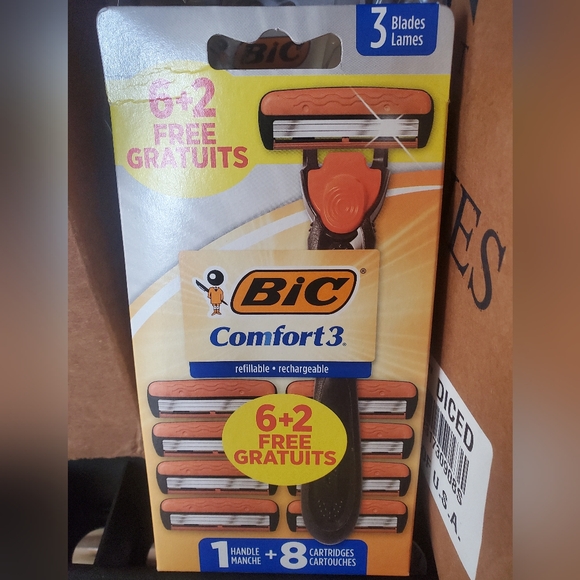 BIC
3 Blades
Lames
6+2
FREE
GRATUITS
BIC®
Comfort3®
refillable • rechargeable
6+2
FREE
GRATUITS
1 HANDLE MANCHE + 8 CARTRIDGES CARTOUCHES
ES
DICED
U.S.A.